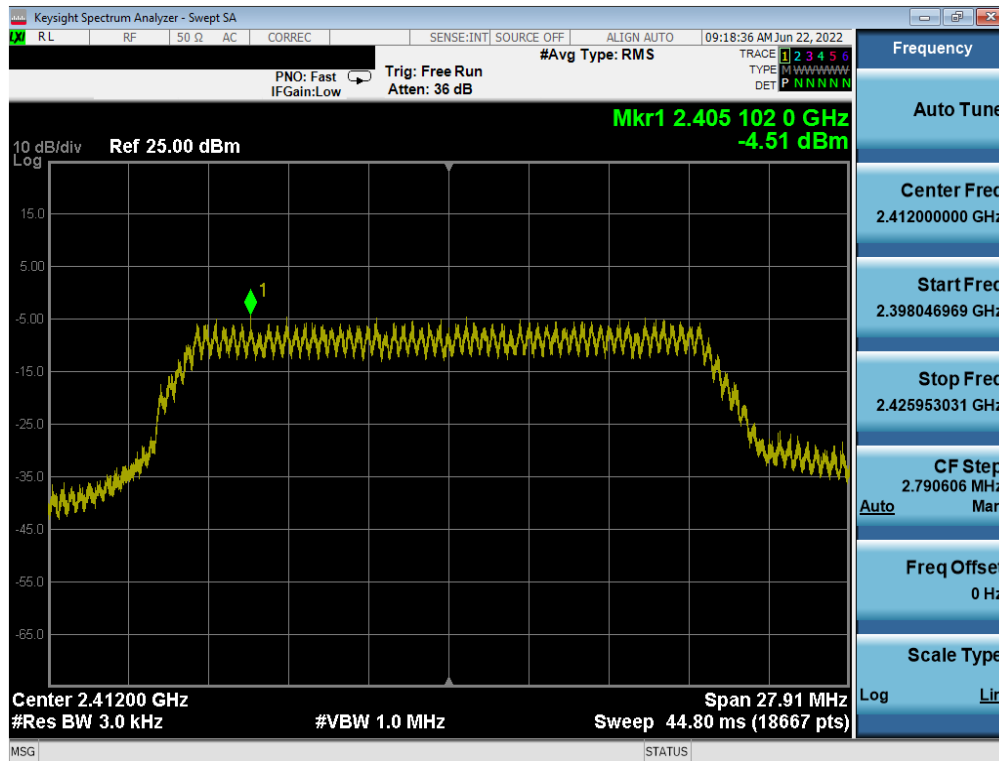 Keysight Spectrum Analyzer - Swept SA
LXI RL RF 50 Ω AC CORREC SENSE:INT SOURCE OFF ALIGN AUTO 09:18:36 AM Jun 22, 2022
#Avg Type: RMS TRACE 1 2 3 4 5 6
PNO: Fast Trig: Free Run TYPE M W W W W W
IFGain:Low Atten: 36 dB DET P N N N N N
Mkr1 2.405 102 0 GHz
-4.51 dBm
10 dB/div Ref 25.00 dBm
Log
15.0
5.00
1
-5.00
-15.0
-25.0
-35.0
-45.0
-55.0
-65.0
Center 2.41200 GHz Span 27.91 MHz
#Res BW 3.0 kHz #VBW 1.0 MHz Sweep 44.80 ms (18667 pts)
MSG STATUS
Frequency
Auto Tune
Center Freq
2.412000000 GHz
Start Freq
2.398046969 GHz
Stop Freq
2.425953031 GHz
CF Step
2.790606 MHz
Auto Man
Freq Offset
0 Hz
Scale Type
Log Lin